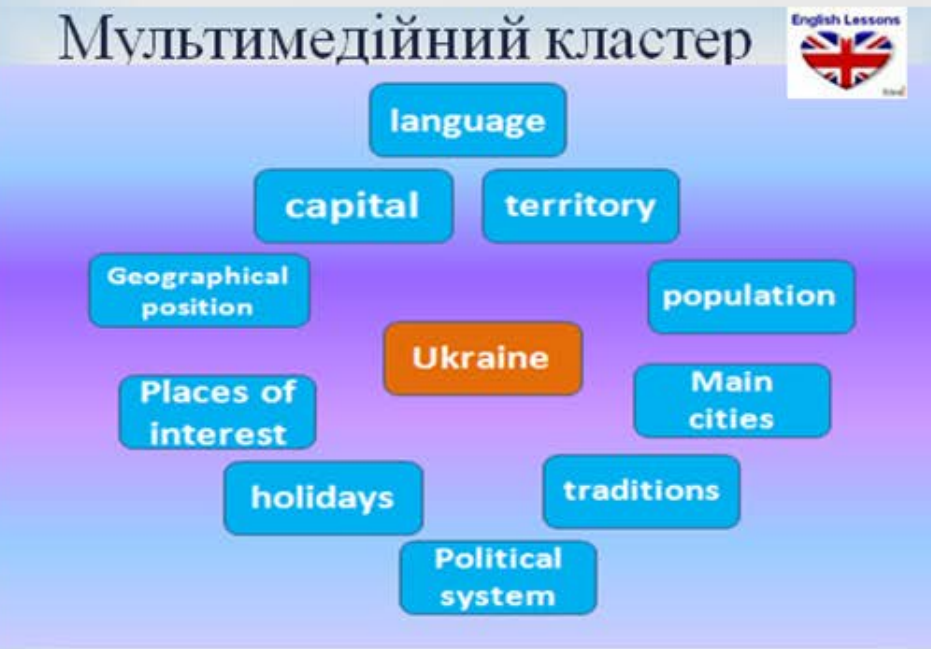 Мультимедійний кластер
English Lessons
language
capital
territory
Geographical
position
population
Ukraine
Places of
interest
Main
cities
holidays
traditions
Political
system